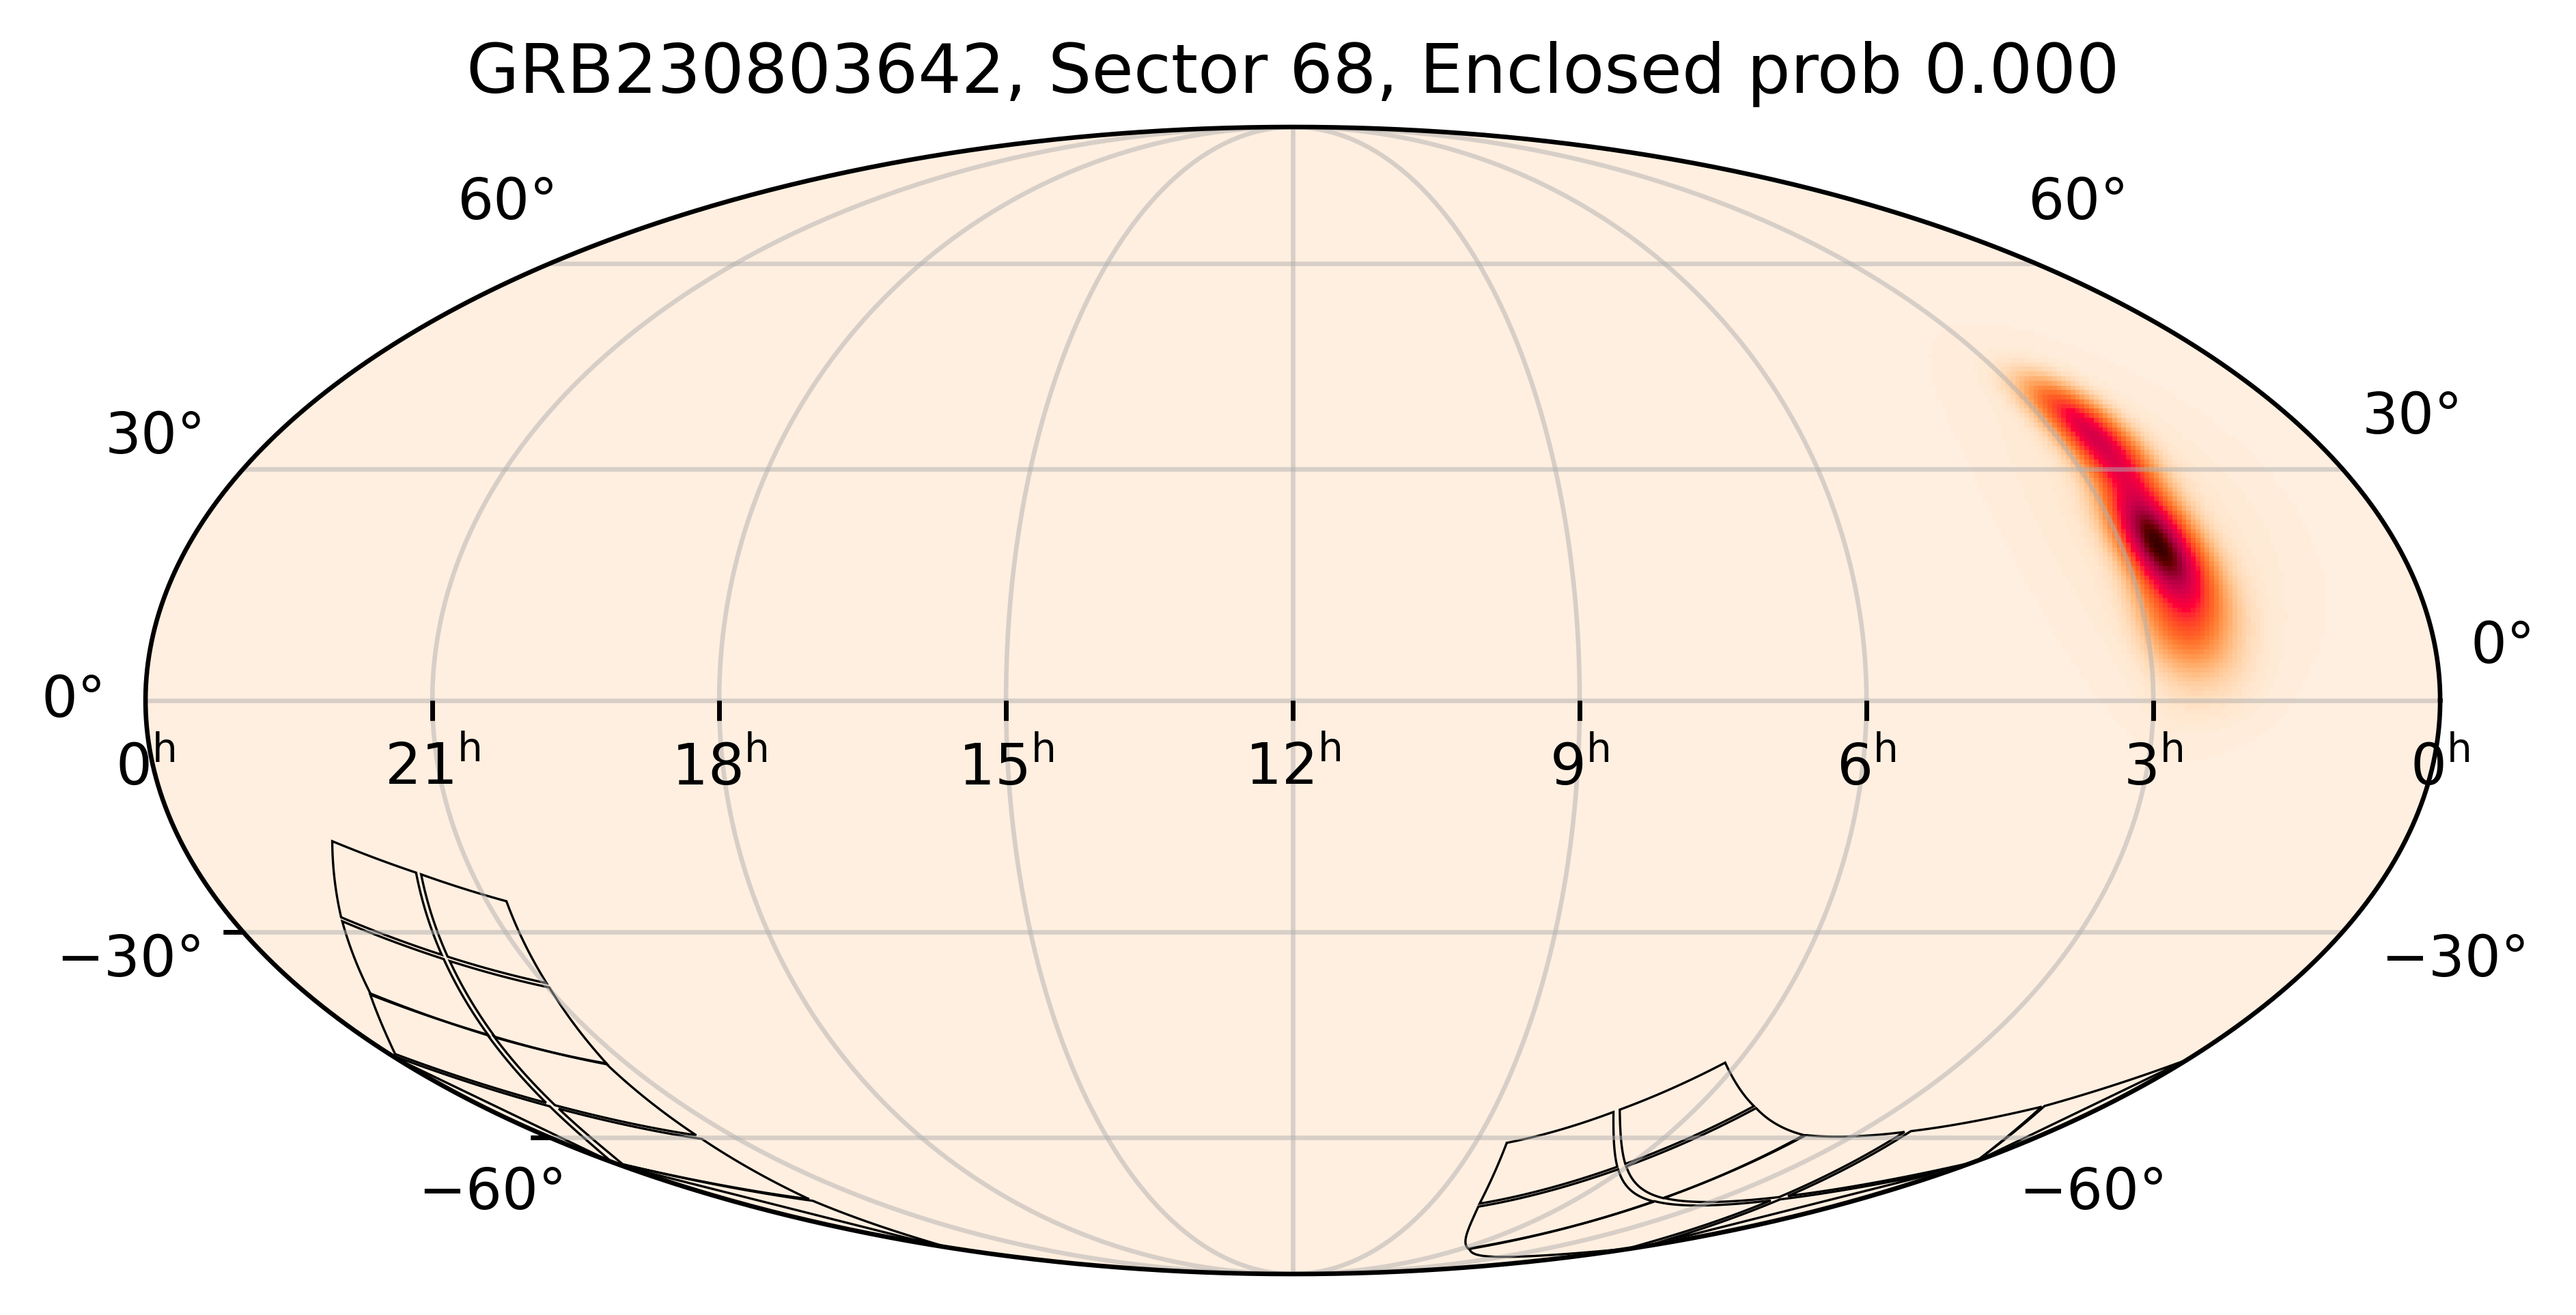 GRB230803642, Sector 68, Enclosed prob 0.000
60° 60°
30° 30°
0° 0°
0h 21h 18h 15h 12h 9h 6h 3h 0h
−30° −30°
−60° −60°